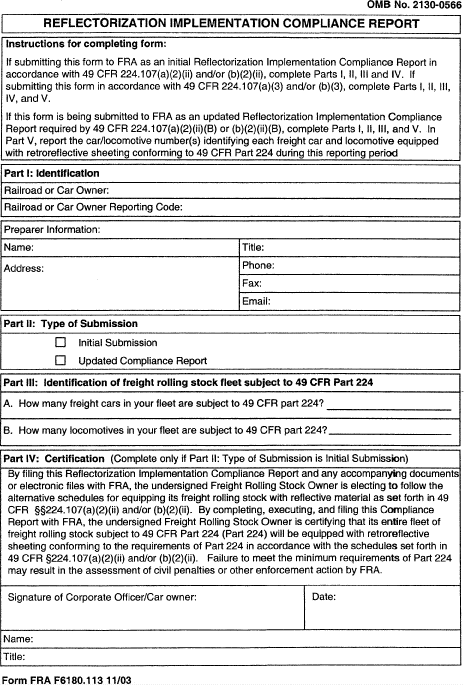 OMB No. 2130-0566
REFLECTORIZATION IMPLEMENTATION COMPLIANCE REPORT
Instructions for completing form:
If submitting this form to FRA as an initial Reflectorization Implementation Compliance Report in
accordance with 49 CFR 224.107(a)(2)(ii) and/or (b)(2)(ii), complete Parts I, II, III and IV. If
submitting this form in accordance with 49 CFR 224.107(a)(3) and/or (b)(3), complete Parts I, II, III,
IV, and V.
If this form is being submitted to FRA as an updated Reflectorization Implementation Compliance
Report required by 49 CFR 224.107(a)(2)(ii)(B) or (b)(2)(ii)(B), complete Parts I, II, III, and V. In
Part V, report the car/locomotive number(s) identifying each freight car and locomotive equipped
with retroreflective sheeting conforming to 49 CFR Part 224 during this reporting period
Part I: Identification
Railroad or Car Owner:
Railroad or Car Owner Reporting Code:
Preparer Information:
Name:
Title:
Address:
Phone:
Fax:
Email:
Part II: Type of Submission
Initial Submission
Updated Compliance Report
Part III: Identification of freight rolling stock fleet subject to 49 CFR Part 224
A. How many freight cars in your fleet are subject to 49 CFR part 224?
B. How many locomotives in your fleet are subject to 49 CFR part 224?
Part IV: Certification (Complete only if Part II: Type of Submission is Initial Submission)
By filing this Reflectorization Implementation Compliance Report and any accompanying documents
or electronic files with FRA, the undersigned Freight Rolling Stock Owner is electing to follow the
alternative schedules for equipping its freight rolling stock with reflective material as set forth in 49
CFR §§224.107(a)(2)(ii) and/or (b)(2)(ii). By completing, executing, and filing this Compliance
Report with FRA, the undersigned Freight Rolling Stock Owner is certifying that its entire fleet of
freight rolling stock subject to 49 CFR Part 224 (Part 224) will be equipped with retroreflective
sheeting conforming to the requirements of Part 224 in accordance with the schedules set forth in
49 CFR §224.107(a)(2)(ii) and/or (b)(2)(ii). Failure to meet the minimum requirements of Part 224
may result in the assessment of civil penalties or other enforcement action by FRA.
Signature of Corporate Officer/Car owner:
Date:
Name:
Title:
Form FRA F6180.113 11/03